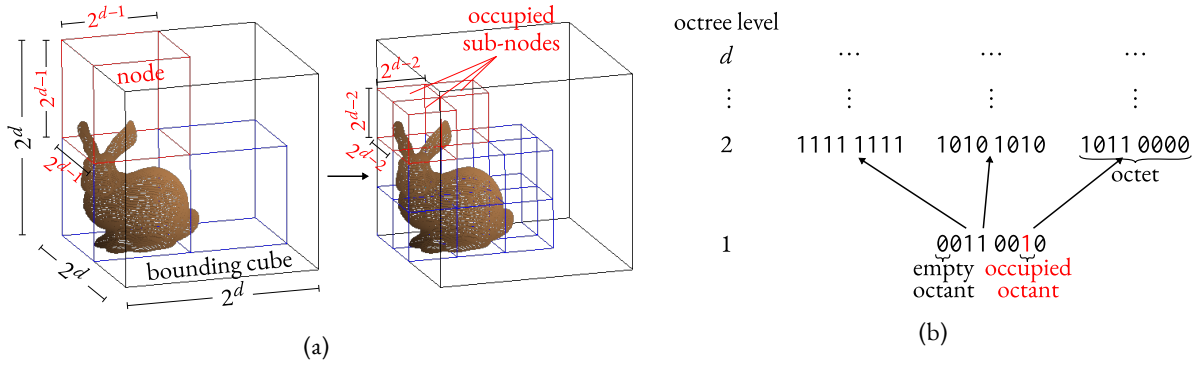 2^{d−1}
2^{d−1}
2^d
node
2^{d−1}
bounding cube
2^d
2^d
occupied
sub-nodes
2^{d−2}
2^{d−2}
2^{d−2}
(a)
octree level
d ··· ··· ···
⋮ ⋮ ⋮ ⋮
2 1111 1111 1010 1010 1011 0000
octet
1 0011 0010
empty occupied
octant octant
(b)